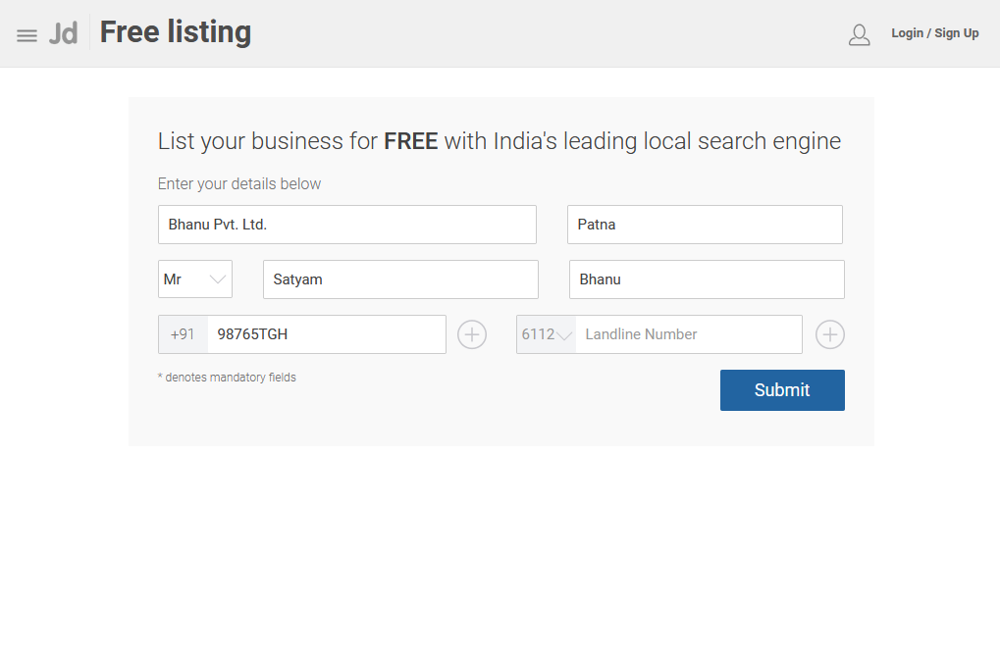 Jd Free listing Login / Sign Up
List your business for FREE with India's leading local search engine
Enter your details below
Bhanu Pvt. Ltd. Patna
Mr Satyam Bhanu
+91 98765TGH 6112 Landline Number
* denotes mandatory fields
Submit